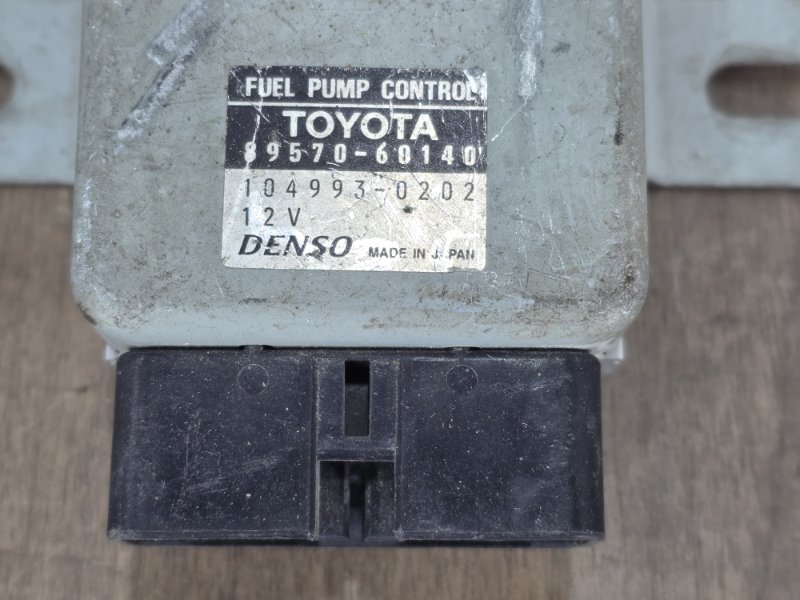 FUEL PUMP CONTROL
TOYOTA
89570-60140
104993-0202
12V
DENSO MADE IN JAPAN